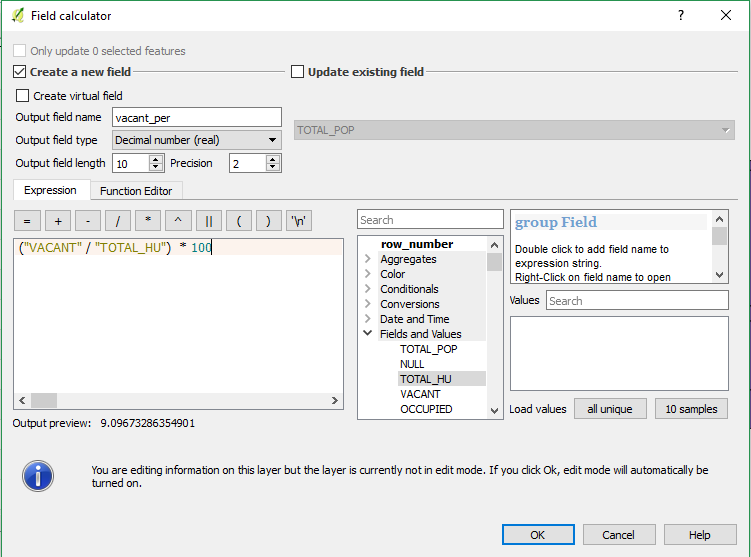 Field calculator
? ×
Only update 0 selected features
Create a new field
Update existing field
Create virtual field
Output field name vacant_per
TOTAL_POP
Output field type Decimal number (real)
Output field length 10 Precision 2
Expression Function Editor
= + - / * ^ || ( ) '\n'
("VACANT" / "TOTAL_HU") * 100
Search
row_number
Aggregates
Color
Conditionals
Conversions
Date and Time
Fields and Values
TOTAL_POP
NULL
TOTAL_HU
VACANT
OCCUPIED
group Field
Double click to add field name to
expression string.
Right-Click on field name to open
Values Search
Load values all unique 10 samples
Output preview: 9.09673286354901
You are editing information on this layer but the layer is currently not in edit mode. If you click Ok, edit mode will automatically be
turned on.
OK Cancel Help